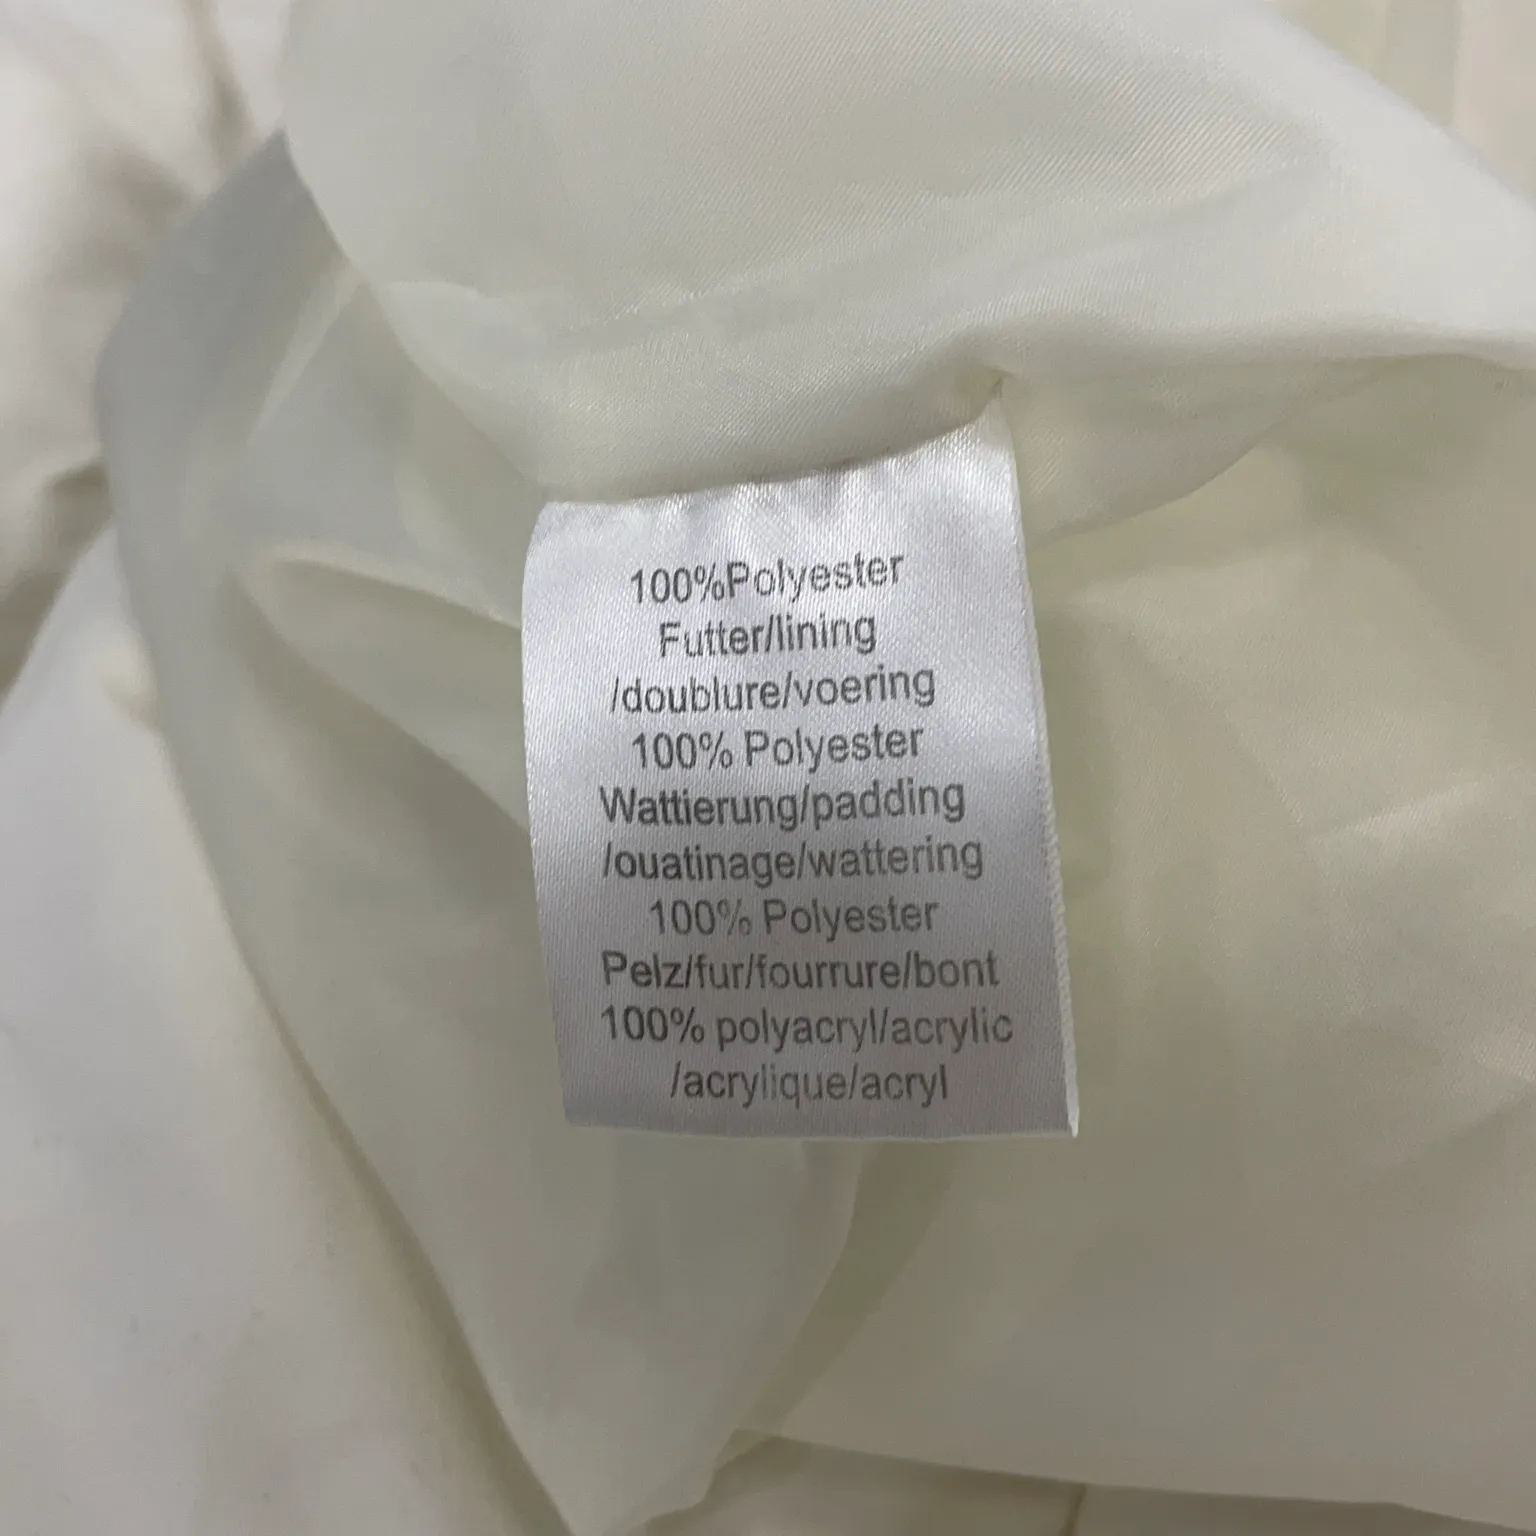 100%Polyester
Futter/lining
/doublure/voering
100% Polyester
Wattierung/padding
/ouatinage/wattering
100% Polyester
Pelz/fur/fourrure/bont
100% polyacryl/acrylic
/acrylique/acryl